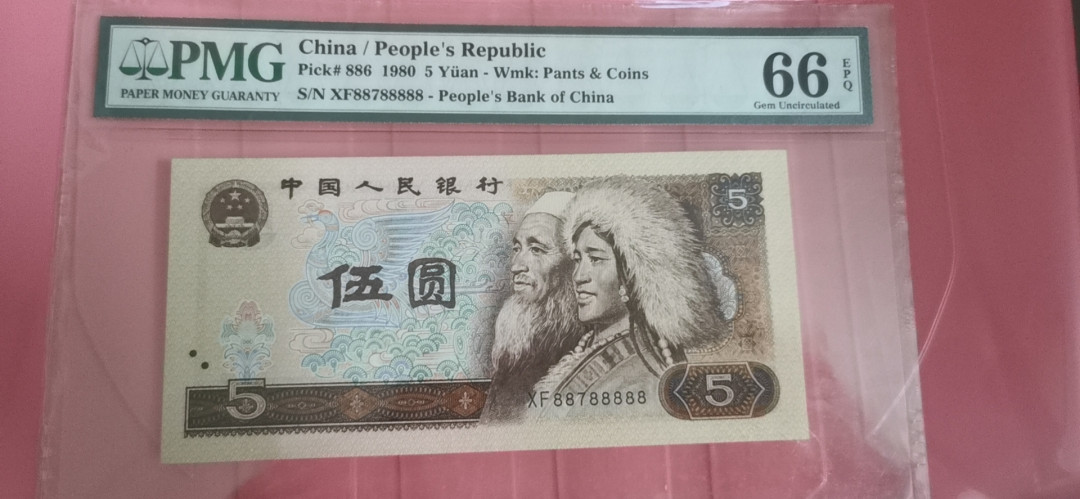 PMG
PAPER MONEY GUARANTY
China / People's Republic
Pick# 886 1980 5 Yüan - Wmk: Pants & Coins
S/N XF88788888 - People's Bank of China
66
EPQ
Gem Uncirculated
中国人民银行
5
伍圆
5
XF88788888
5